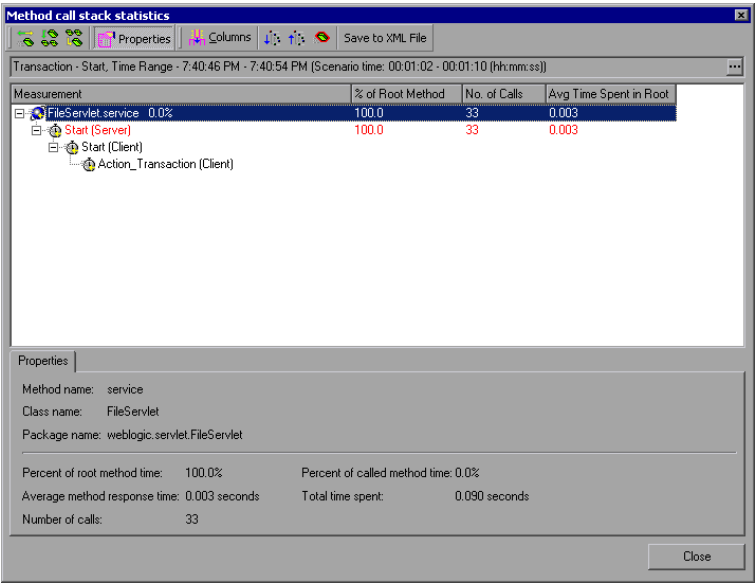 Method call stack statistics
Properties Columns Save to XML File
Transaction - Start, Time Range - 7:40:46 PM - 7:40:54 PM (Scenario time: 00:01:02 - 00:01:10 (hh:mm:ss)) ...
Measurement % of Root Method No. of Calls Avg Time Spent in Root
FileServlet.service 0.0% 100.0 33 0.003
Start (Server) 100.0 33 0.003
Start (Client)
Action_Transaction (Client)
Properties
Method name: service
Class name: FileServlet
Package name: weblogic.servlet.FileServlet
Percent of root method time: 100.0% Percent of called method time: 0.0%
Average method response time: 0.003 seconds Total time spent: 0.090 seconds
Number of calls: 33
Close